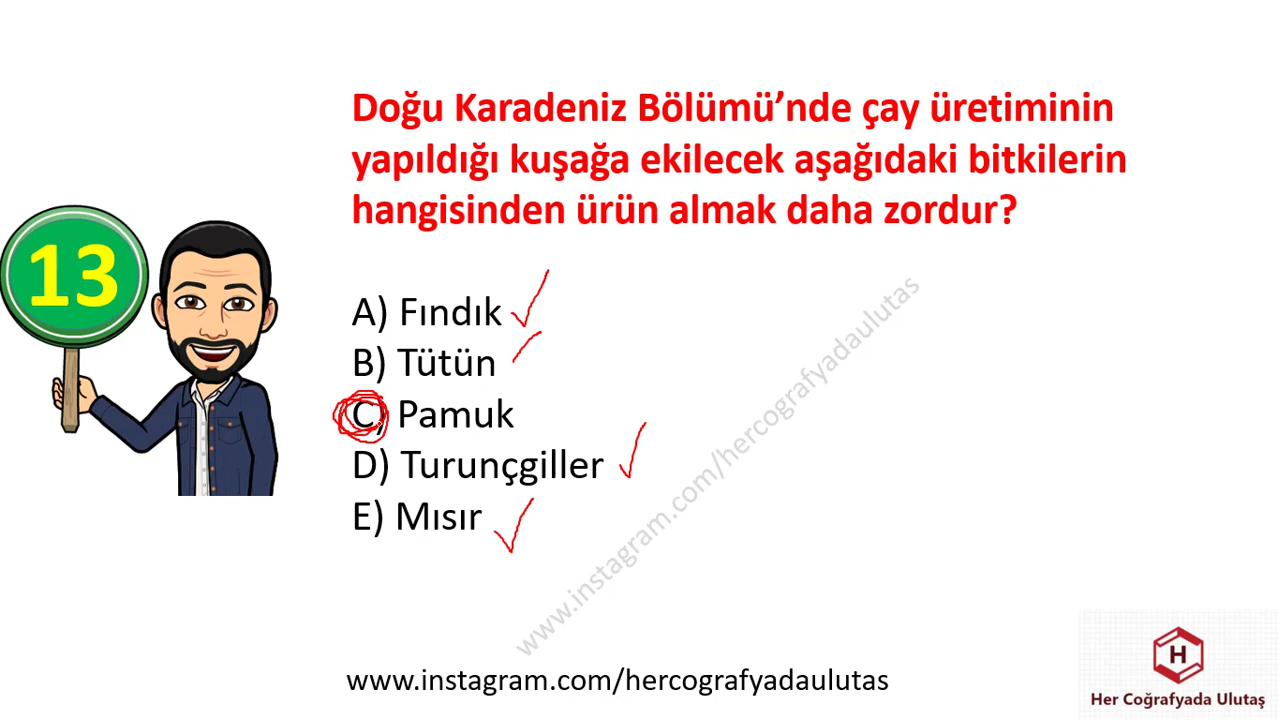 13
Doğu Karadeniz Bölümü’nde çay üretiminin
yapıldığı kuşağa ekilecek aşağıdaki bitkilerin
hangisinden ürün almak daha zordur?
A) Fındık
B) Tütün
C) Pamuk
D) Turunçgiller
E) Mısır
www.instagram.com/hercografyadaulutas
www.instagram.com/hercografyadaulutas
H
Her Coğrafyada Ulutaş